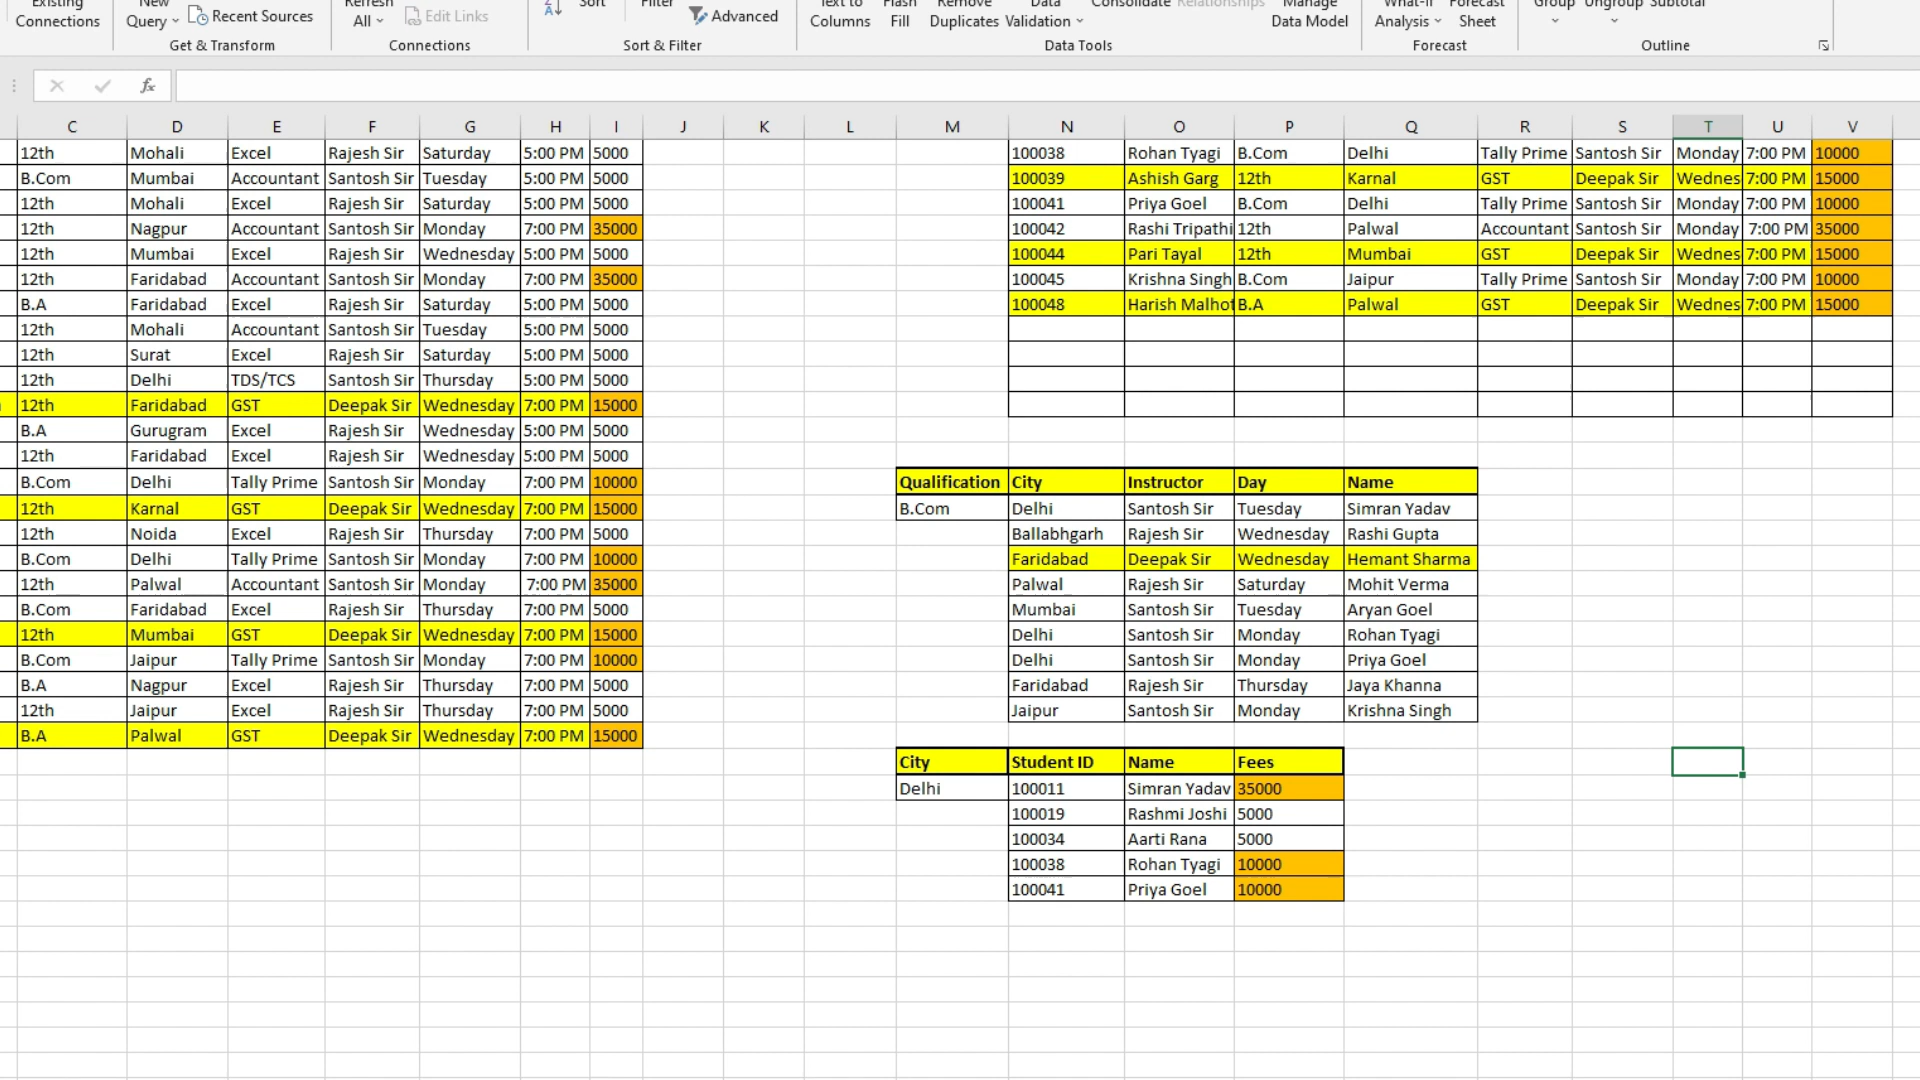 Existing Connections
New Query
Recent Sources
Get & Transform
Refresh All
Edit Links
Connections
Sort
Filter
Advanced
Sort & Filter
Text to Columns
Flash Fill
Remove Duplicates
Data Validation
Consolidate
Relationships
Manage Data Model
Data Tools
What-If Analysis
Forecast Sheet
Forecast
Group
Ungroup
Subtotal
Outline
fx
C D E F G H I J K L M N O P Q R S T U V
12th Mohali Excel Rajesh Sir Saturday 5:00 PM 5000
B.Com Mumbai Accountant Santosh Sir Tuesday 5:00 PM 5000
12th Mohali Excel Rajesh Sir Saturday 5:00 PM 5000
12th Nagpur Accountant Santosh Sir Monday 7:00 PM 35000
12th Mumbai Excel Rajesh Sir Wednesday 5:00 PM 5000
12th Faridabad Accountant Santosh Sir Monday 7:00 PM 35000
B.A Faridabad Excel Rajesh Sir Saturday 5:00 PM 5000
12th Mohali Accountant Santosh Sir Tuesday 5:00 PM 5000
12th Surat Excel Rajesh Sir Saturday 5:00 PM 5000
12th Delhi TDS/TCS Santosh Sir Thursday 5:00 PM 5000
12th Faridabad GST Deepak Sir Wednesday 7:00 PM 15000
B.A Gurugram Excel Rajesh Sir Wednesday 5:00 PM 5000
12th Faridabad Excel Rajesh Sir Wednesday 5:00 PM 5000
B.Com Delhi Tally Prime Santosh Sir Monday 7:00 PM 10000
12th Karnal GST Deepak Sir Wednesday 7:00 PM 15000
12th Noida Excel Rajesh Sir Thursday 7:00 PM 5000
B.Com Delhi Tally Prime Santosh Sir Monday 7:00 PM 10000
12th Palwal Accountant Santosh Sir Monday 7:00 PM 35000
B.Com Faridabad Excel Rajesh Sir Thursday 7:00 PM 5000
12th Mumbai GST Deepak Sir Wednesday 7:00 PM 15000
B.Com Jaipur Tally Prime Santosh Sir Monday 7:00 PM 10000
B.A Nagpur Excel Rajesh Sir Thursday 7:00 PM 5000
12th Jaipur Excel Rajesh Sir Thursday 7:00 PM 5000
B.A Palwal GST Deepak Sir Wednesday 7:00 PM 15000
100038 Rohan Tyagi B.Com Delhi Tally Prime Santosh Sir Monday 7:00 PM 10000
100039 Ashish Garg 12th Karnal GST Deepak Sir Wednes 7:00 PM 15000
100041 Priya Goel B.Com Delhi Tally Prime Santosh Sir Monday 7:00 PM 10000
100042 Rashi Tripathi 12th Palwal Accountant Santosh Sir Monday 7:00 PM 35000
100044 Pari Tayal 12th Mumbai GST Deepak Sir Wednes 7:00 PM 15000
100045 Krishna Singh B.Com Jaipur Tally Prime Santosh Sir Monday 7:00 PM 10000
100048 Harish Malhot B.A Palwal GST Deepak Sir Wednes 7:00 PM 15000
Qualification City Instructor Day Name
B.Com Delhi Santosh Sir Tuesday Simran Yadav
Ballabhgarh Rajesh Sir Wednesday Rashi Gupta
Faridabad Deepak Sir Wednesday Hemant Sharma
Palwal Rajesh Sir Saturday Mohit Verma
Mumbai Santosh Sir Tuesday Aryan Goel
Delhi Santosh Sir Monday Rohan Tyagi
Delhi Santosh Sir Monday Priya Goel
Faridabad Rajesh Sir Thursday Jaya Khanna
Jaipur Santosh Sir Monday Krishna Singh
City Student ID Name Fees
Delhi 100011 Simran Yadav 35000
100019 Rashmi Joshi 5000
100034 Aarti Rana 5000
100038 Rohan Tyagi 10000
100041 Priya Goel 10000